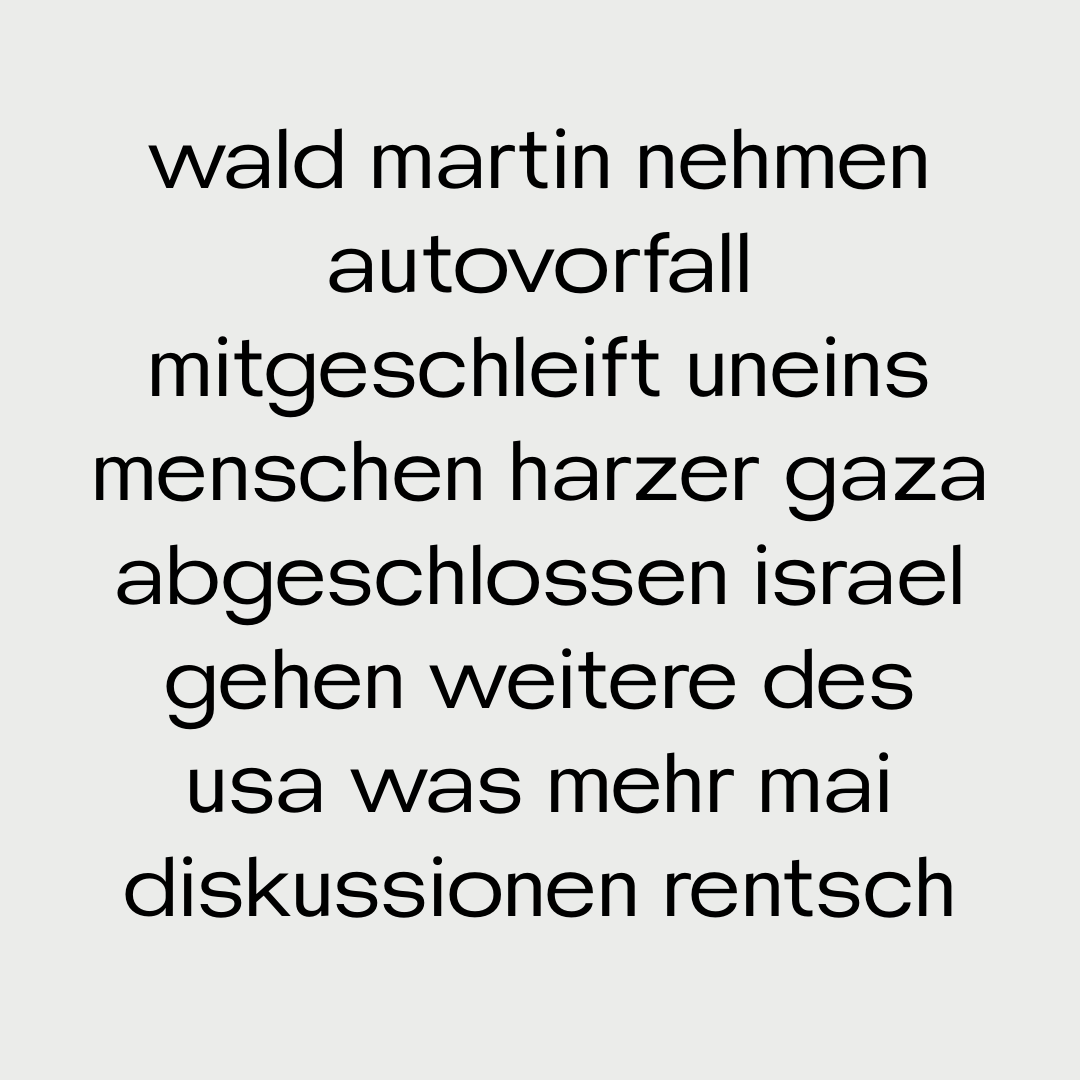 wald martin nehmen
autovorfall
mitgeschleift uneins
menschen harzer gaza
abgeschlossen israel
gehen weitere des
usa was mehr mai
diskussionen rentsch